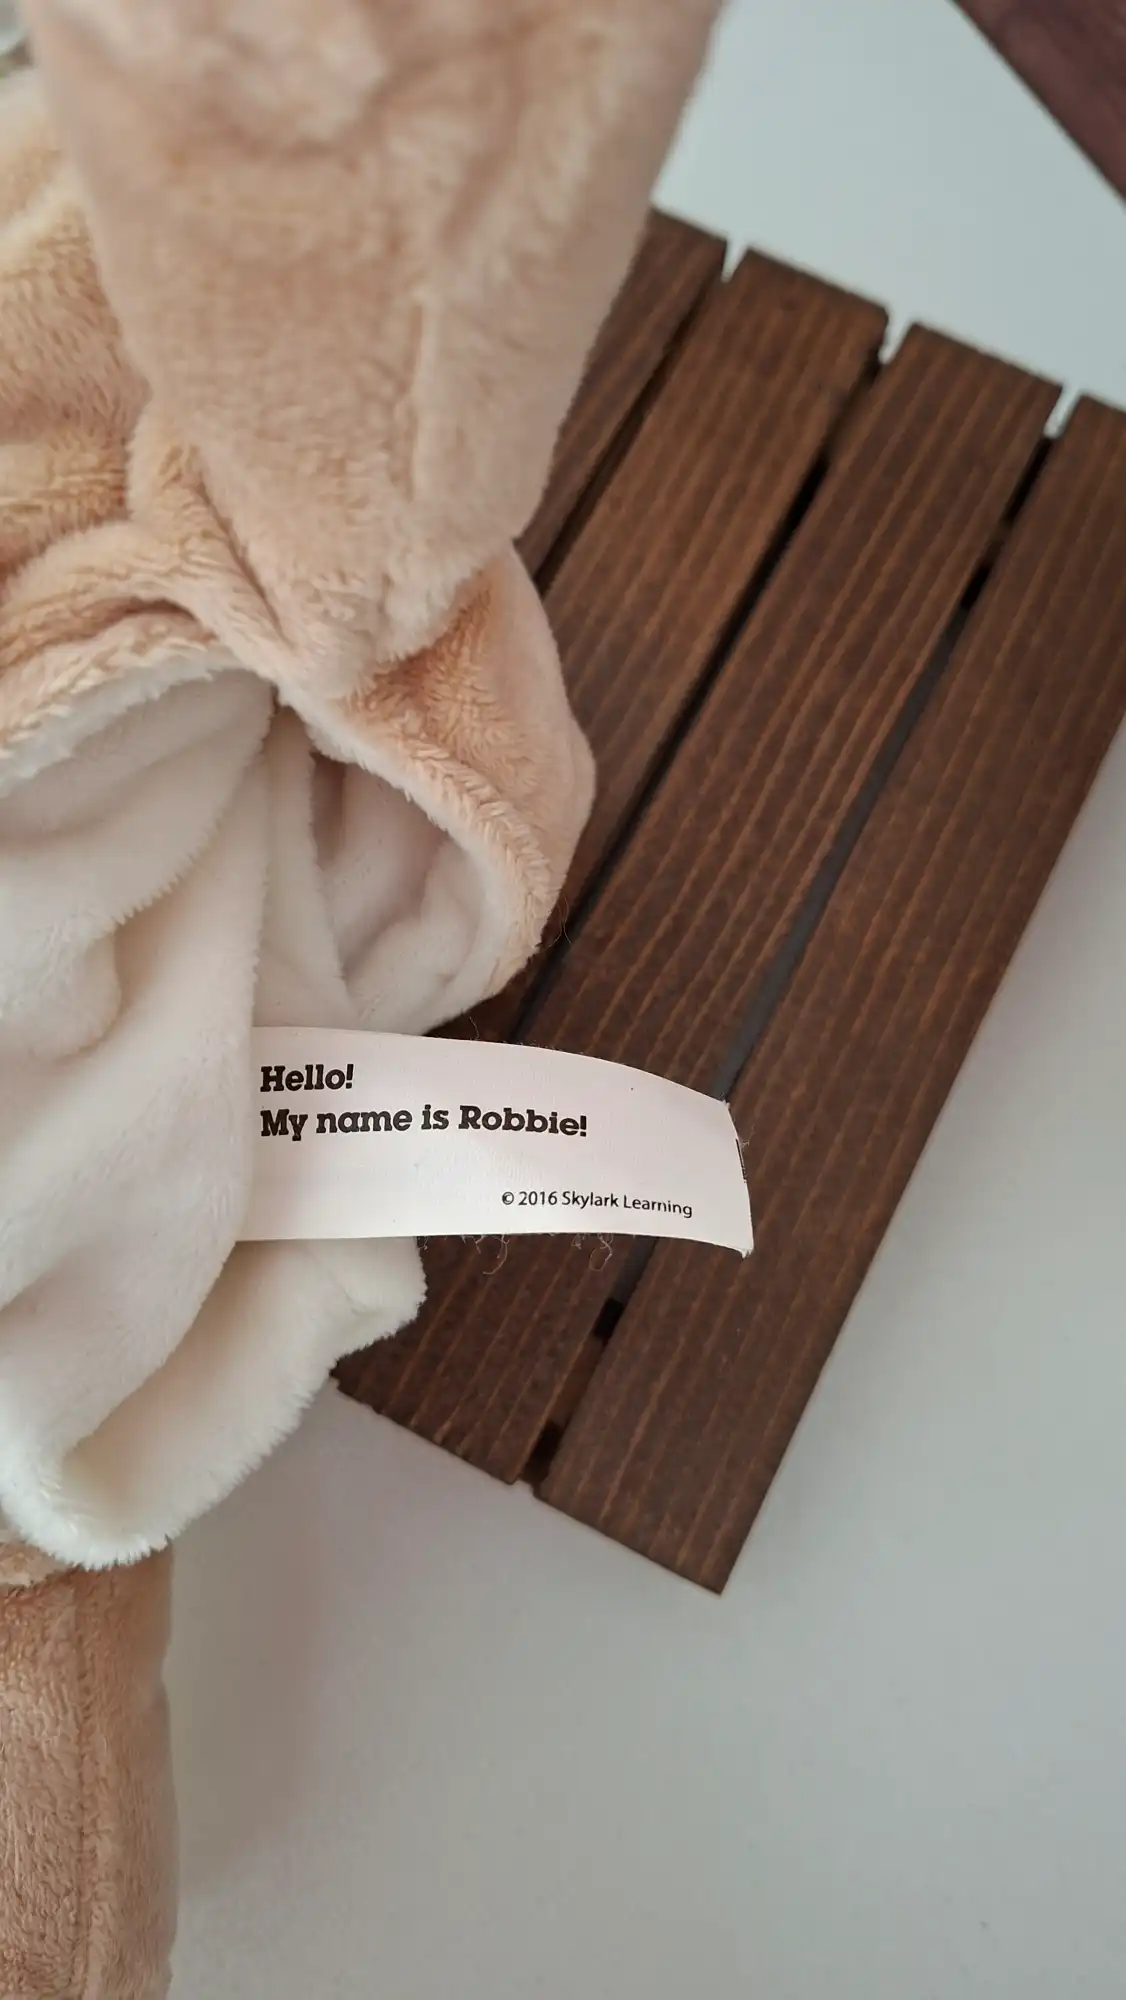 Hello!
My name is Robbie!
© 2016 Skylark Learning